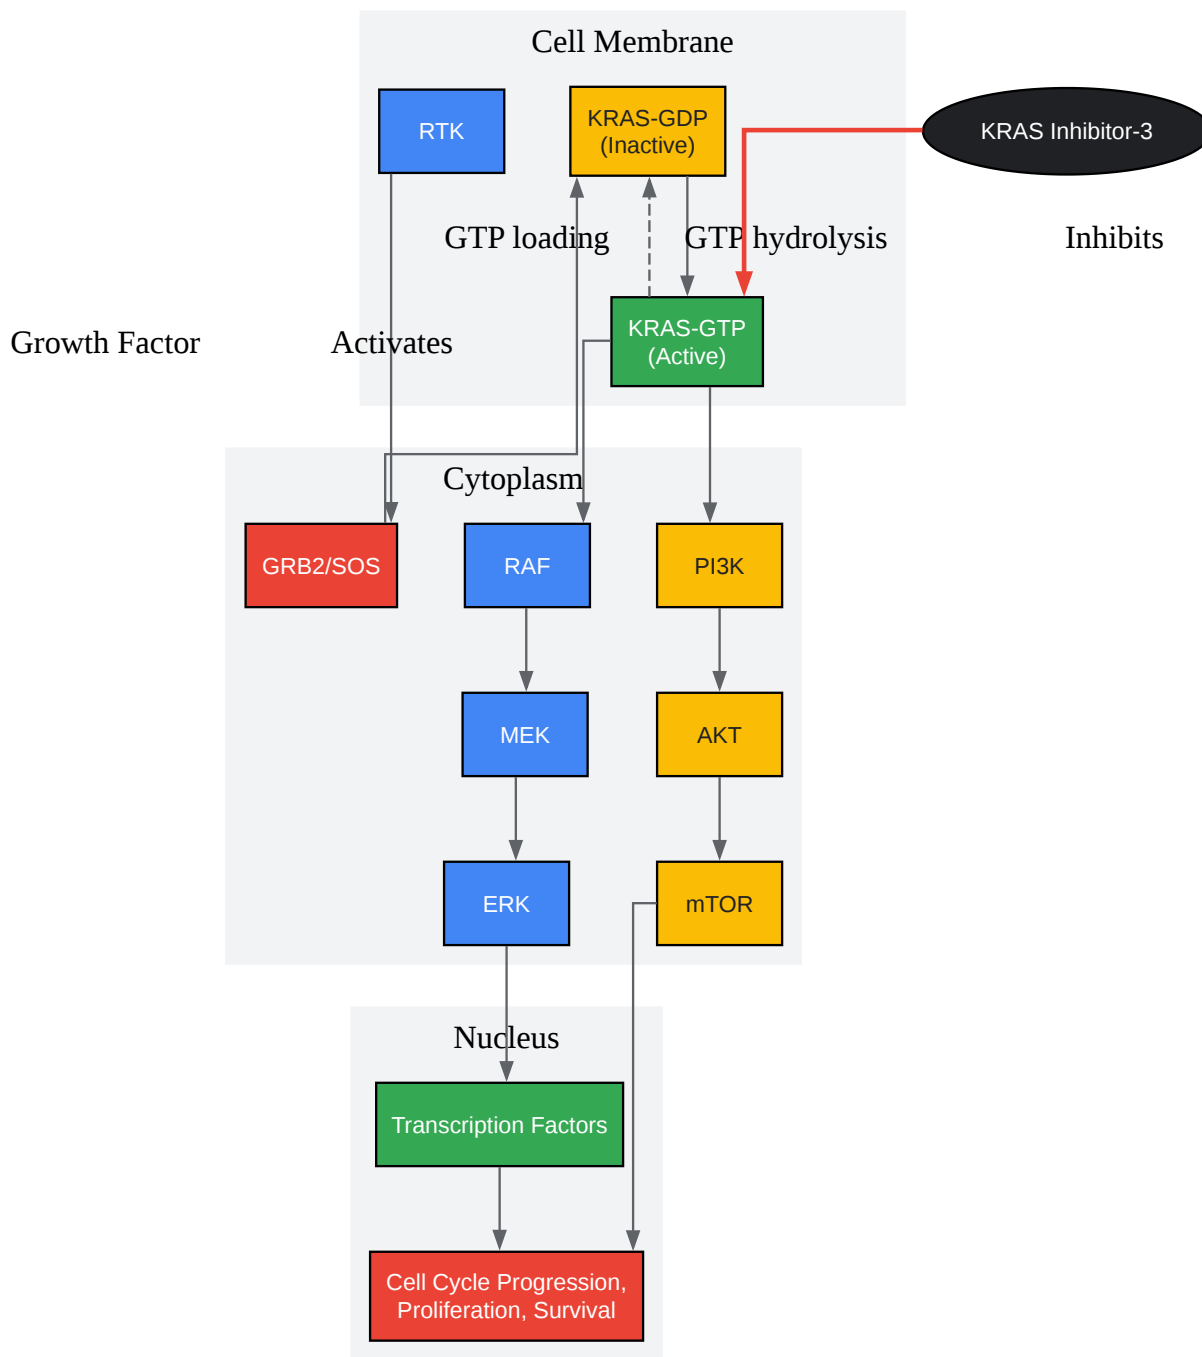 Cell Membrane
RTK
KRAS-GDP
(Inactive)
KRAS Inhibitor-3
GTP loading
GTP hydrolysis
Inhibits
Growth Factor
Activates
KRAS-GTP
(Active)
Cytoplasm
GRB2/SOS
RAF
PI3K
MEK
AKT
ERK
mTOR
Nucleus
Transcription Factors
Cell Cycle Progression,
Proliferation, Survival